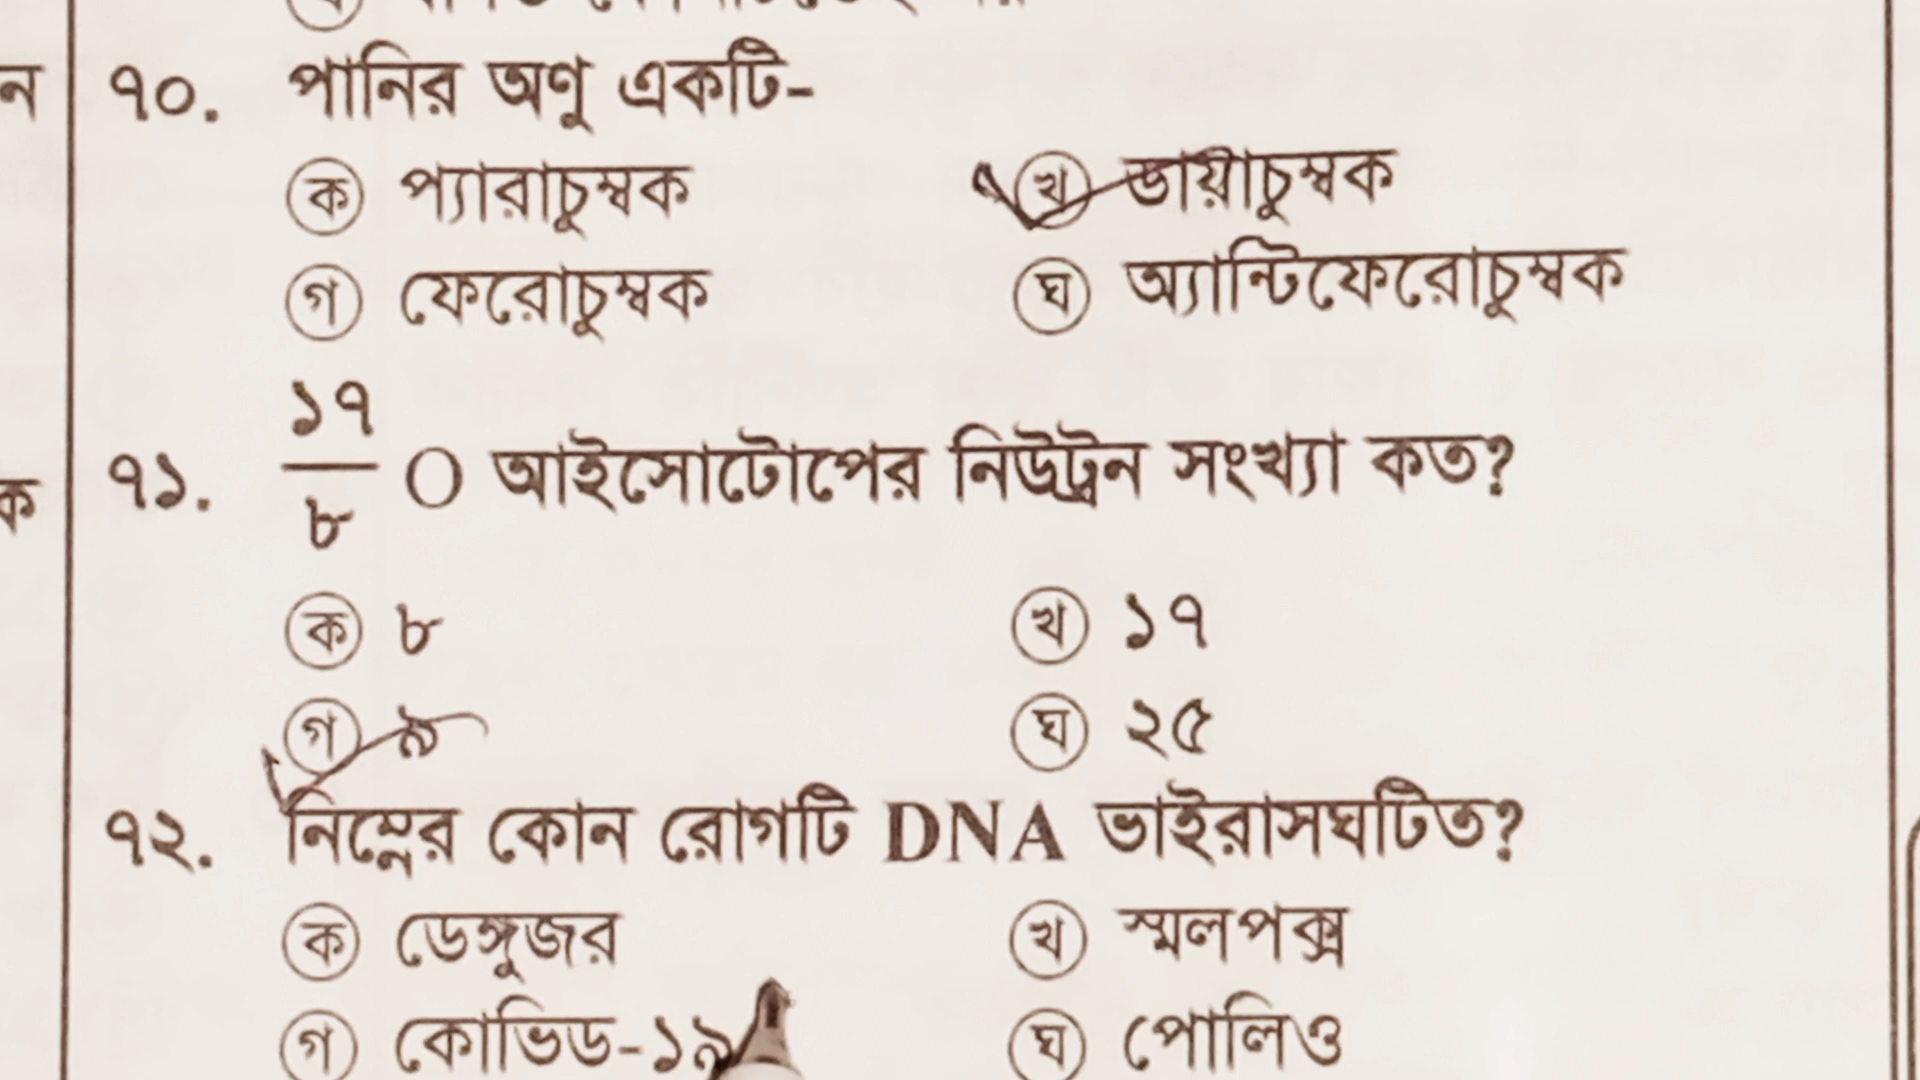 ন
৭০. পানির অণু একটি-
ক প্যারাচুম্বক খ ডায়াচুম্বক
গ ফেরোচুম্বক ঘ অ্যান্টিফেরোচুম্বক
১৭
ক
৭১. O আইসোটোপের নিউট্রন সংখ্যা কত?
৮
ক ৮ খ ১৭
গ ৯ ঘ ২৫
৭২. নিম্নের কোন রোগটি DNA ভাইরাসঘটিত?
ক ডেঙ্গুজর খ স্মলপক্স
গ কোভিড-১৯ ঘ পোলিও